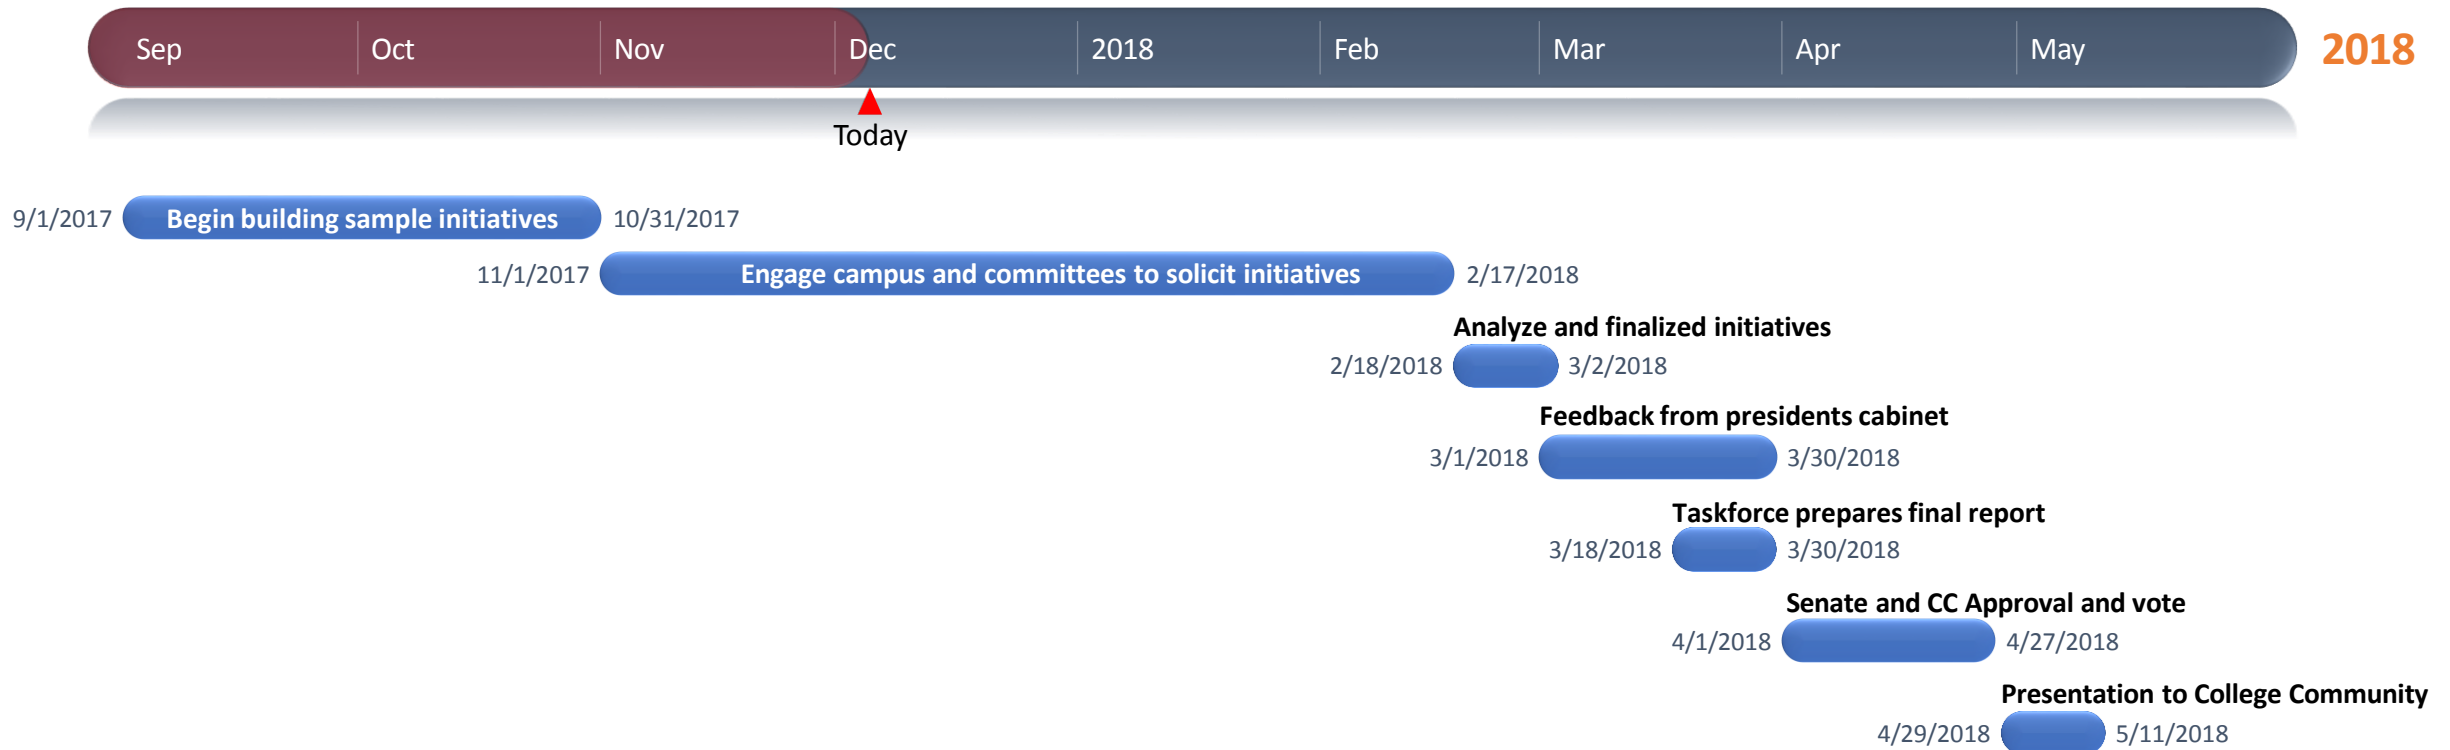 Sep Oct Nov Dec 2018 Feb Mar Apr May 2018
Today
9/1/2017 Begin building sample initiatives 10/31/2017
11/1/2017 Engage campus and committees to solicit initiatives 2/17/2018
Analyze and finalized initiatives
2/18/2018 3/2/2018
Feedback from presidents cabinet
3/1/2018 3/30/2018
Taskforce prepares final report
3/18/2018 3/30/2018
Senate and CC Approval and vote
4/1/2018 4/27/2018
Presentation to College Community
4/29/2018 5/11/2018